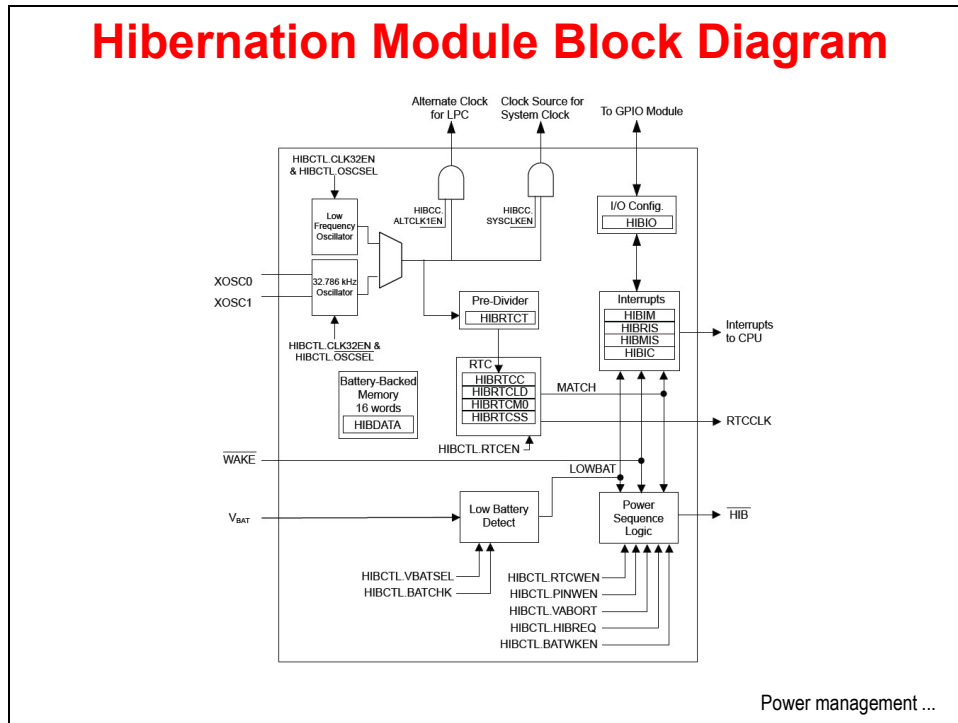 Hibernation Module Block Diagram
Alternate Clock
for LPC
Clock Source for
System Clock
To GPIO Module
HIBCTL.CLK32EN
& HIBCTL.OSCSEL
Low
Frequency
Oscillator
HIBCC.
ALTCLK1EN
HIBCC.
SYSCLKEN
I/O Config.
HIBIO
XOSC0
XOSC1
32.786 kHz
Oscillator
HIBCTL.CLK32EN &
HIBCTL.OSCSEL
Pre-Divider
HIBRTCT
Interrupts
HIBIM
HIBRIS
HIBMIS
HIBIC
Interrupts
to CPU
Battery-Backed
Memory
16 words
HIBDATA
RTC
HIBRTCC
HIBRTCLD
HIBRTCM0
HIBRTCSS
MATCH
RTCCLK
HIBCTL.RTCEN
WAKE
LOWBAT
VBAT
Low Battery
Detect
Power
Sequence
Logic
HIB
HIBCTL.VBATSEL
HIBCTL.BATCHK
HIBCTL.RTCWEN
HIBCTL.PINWEN
HIBCTL.VABORT
HIBCTL.HIBREQ
HIBCTL.BATWKEN
Power management ...